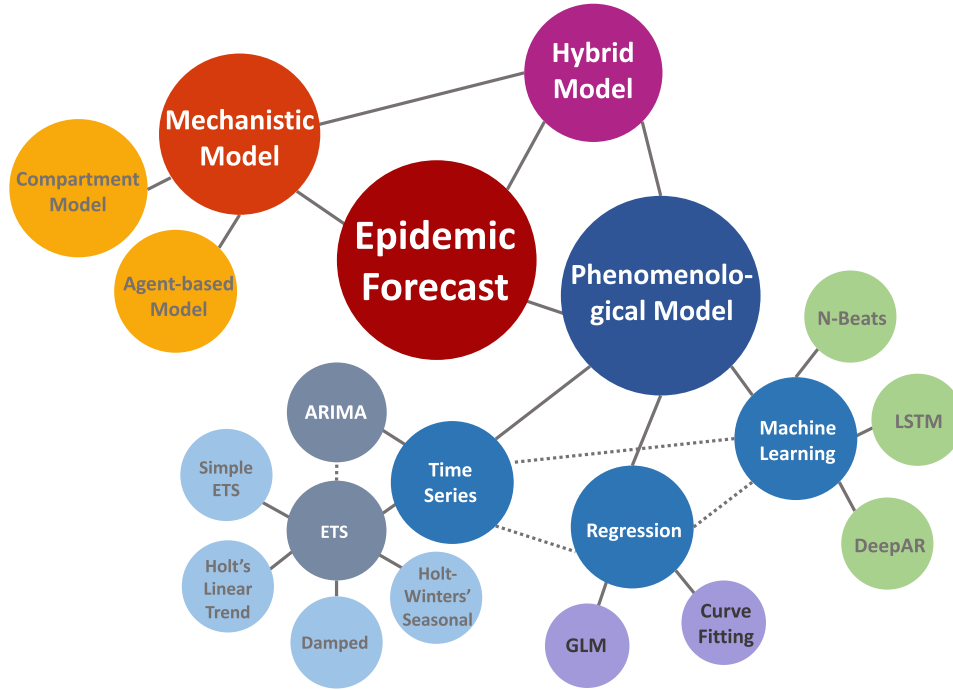 Hybrid
Model
Mechanistic
Model
Compartment
Model
Epidemic
Forecast
Agent-based
Model
Phenomenolo-
gical Model
N-Beats
ARIMA
LSTM
Machine
Learning
Time
Series
Simple
ETS
ETS
Regression
DeepAR
Holt's
Linear
Trend
Holt-
Winters'
Seasonal
Damped
GLM
Curve
Fitting